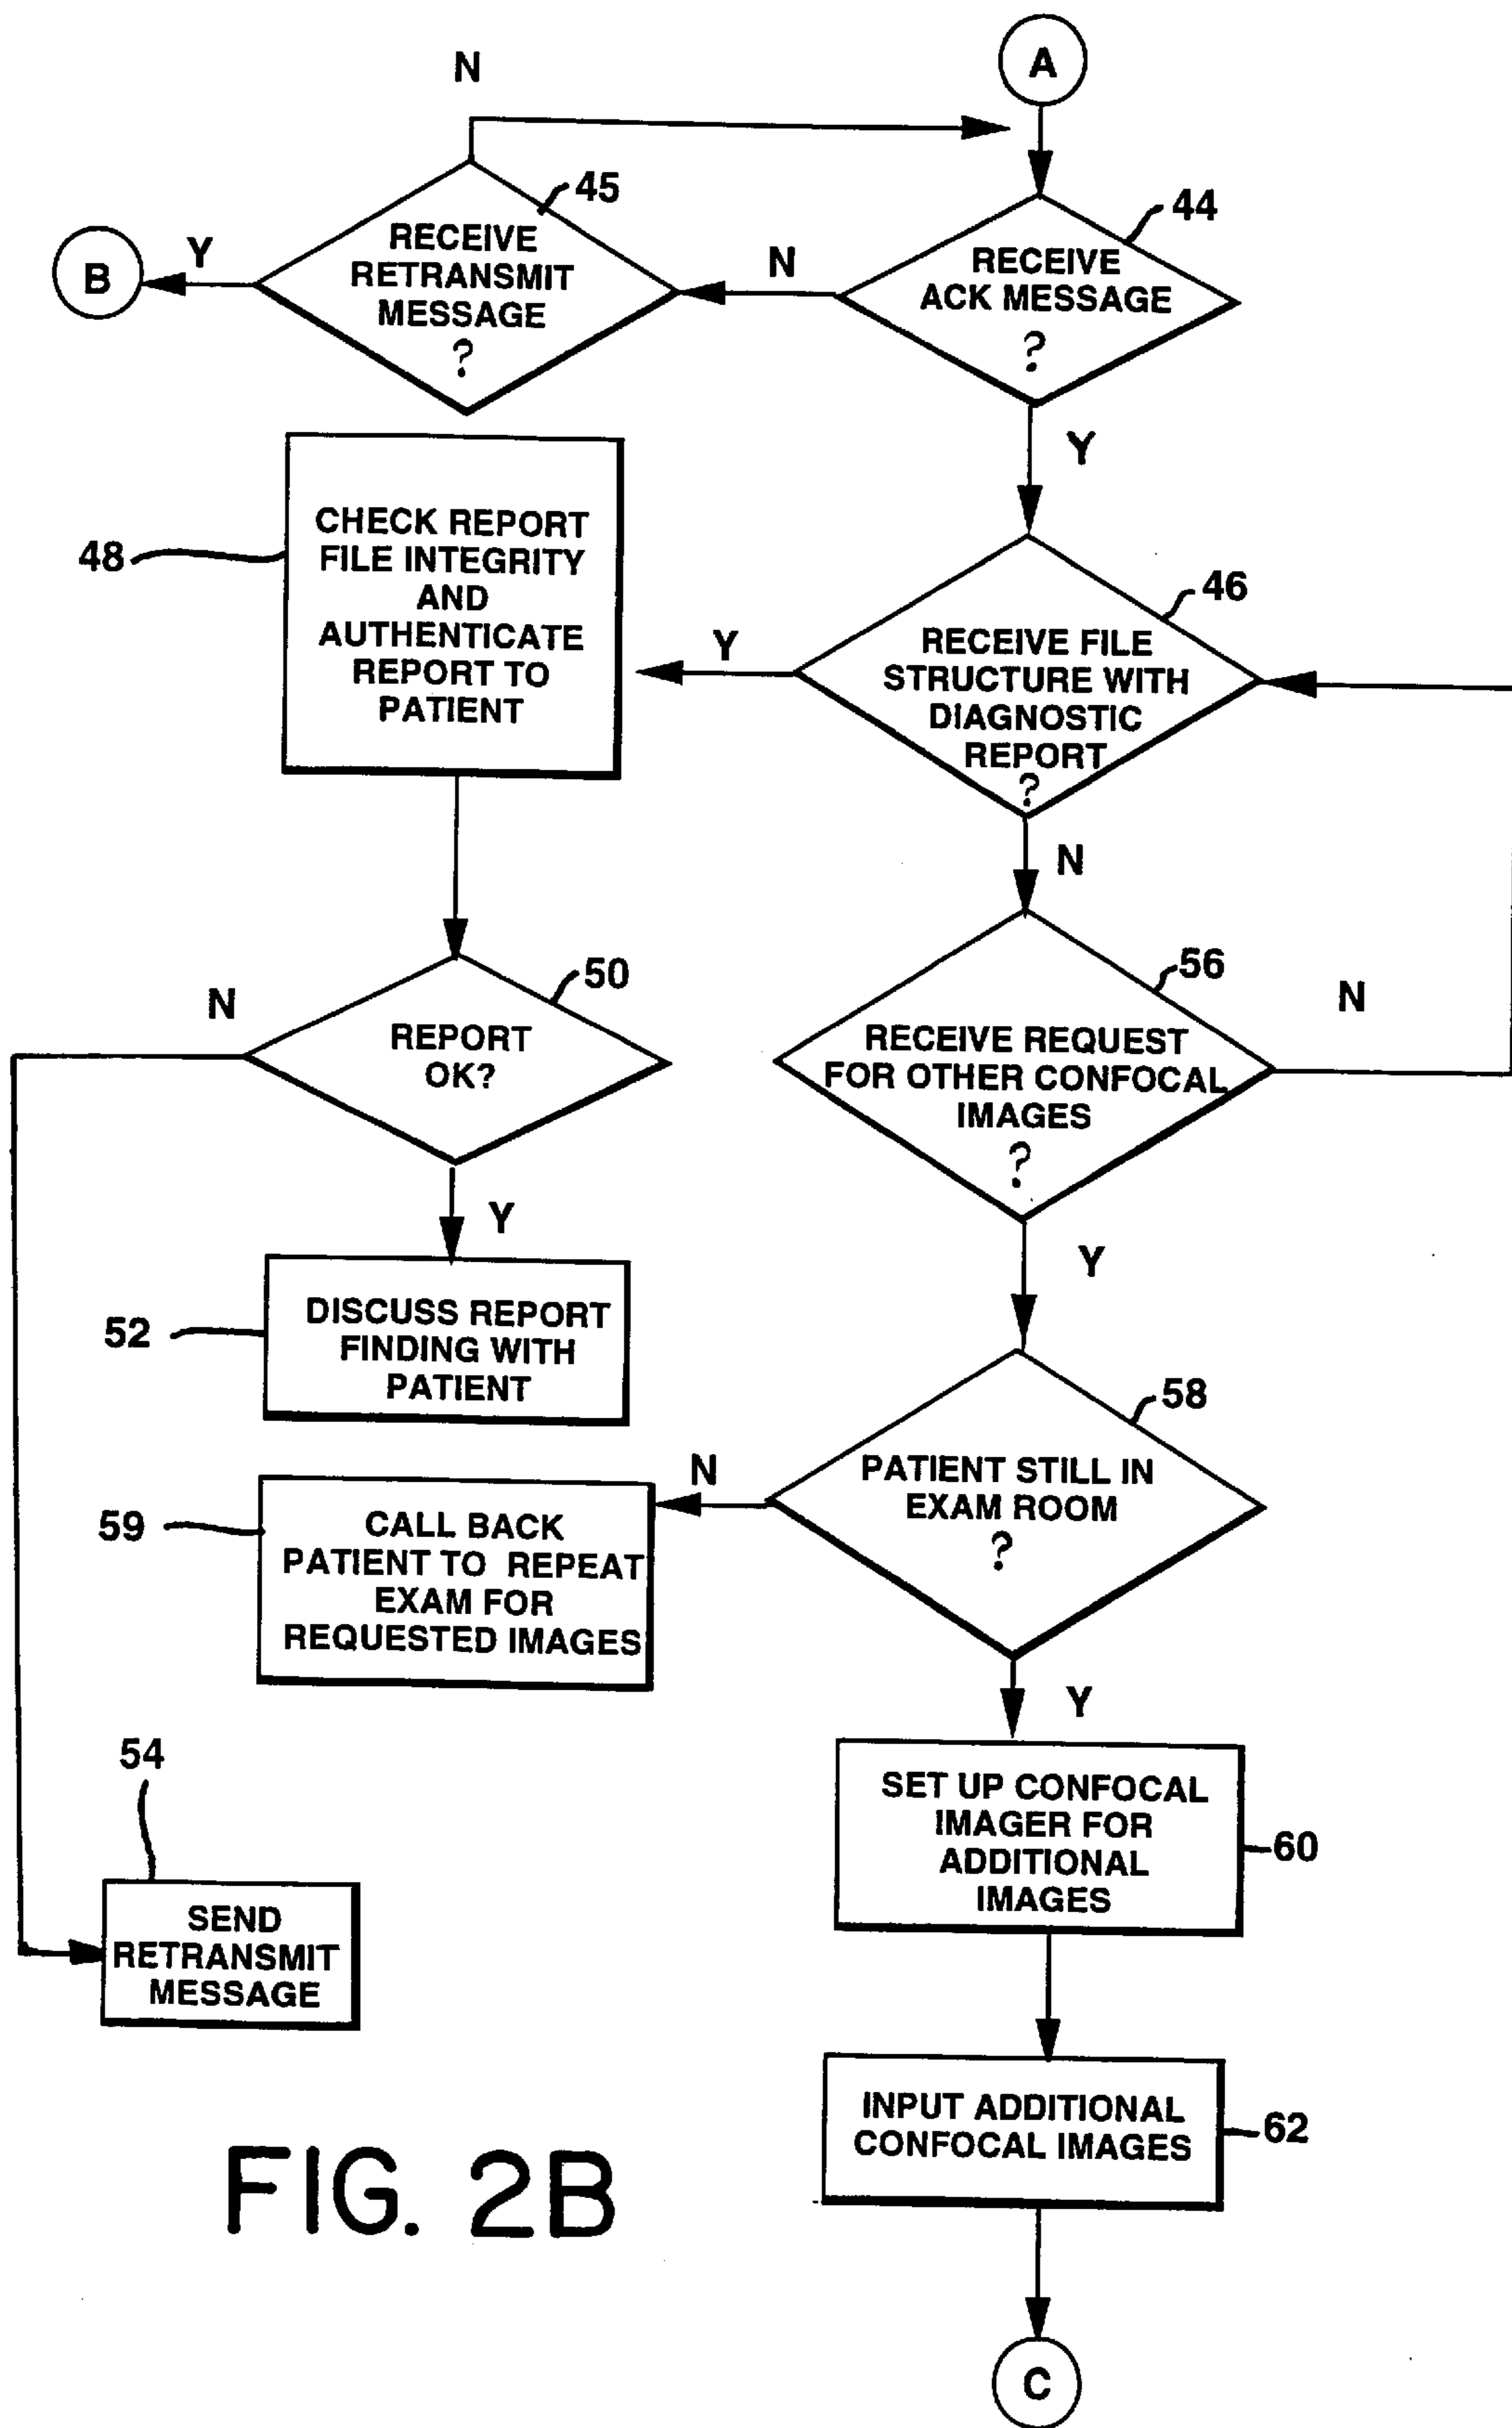 N
A
45
RECEIVE
RETRANSMIT
MESSAGE
?
Y
B
N
44
RECEIVE
ACK MESSAGE
?
Y
48
CHECK REPORT
FILE INTEGRITY
AND
AUTHENTICATE
REPORT TO
PATIENT
Y
46
RECEIVE FILE
STRUCTURE WITH
DIAGNOSTIC
REPORT
?
N
N
50
REPORT
OK?
Y
56
RECEIVE REQUEST
FOR OTHER CONFOCAL
IMAGES
?
N
Y
52
DISCUSS REPORT
FINDING WITH
PATIENT
58
PATIENT STILL IN
EXAM ROOM
?
N
59
CALL BACK
PATIENT TO REPEAT
EXAM FOR
REQUESTED IMAGES
Y
54
SEND
RETRANSMIT
MESSAGE
SET UP CONFOCAL
IMAGER FOR
ADDITIONAL
IMAGES
60
INPUT ADDITIONAL
CONFOCAL IMAGES
62
FIG. 2B
C